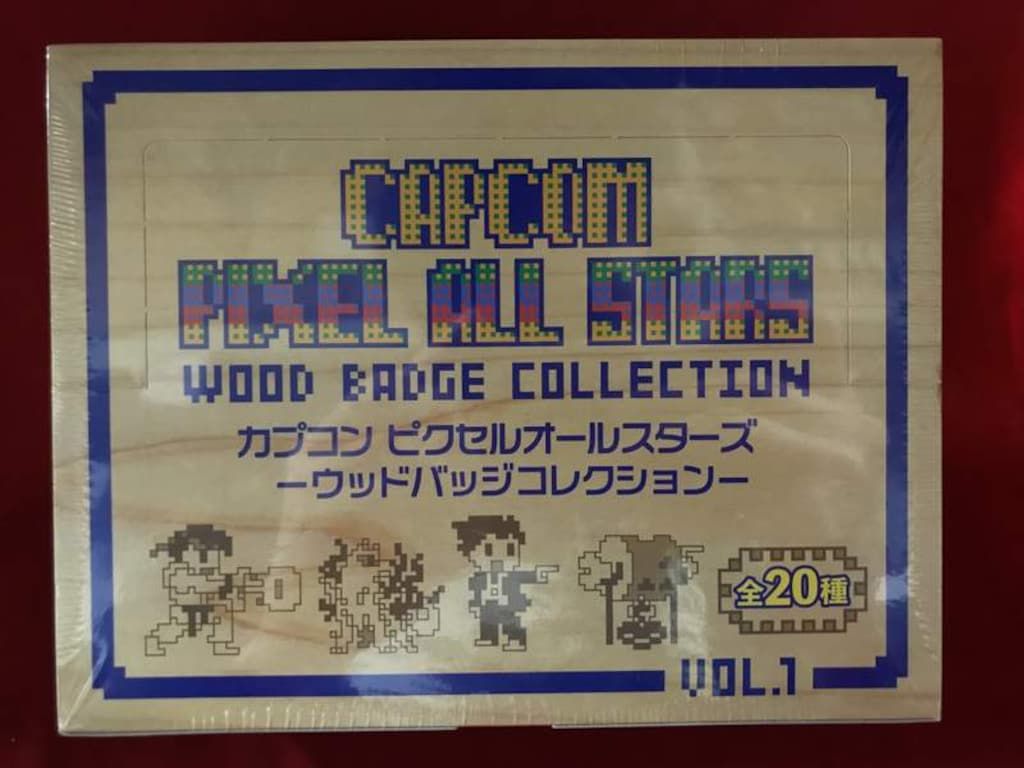 CAPCOM
PIXEL ALL STARS
WOOD BADGE COLLECTION
カプコン ピクセルオールスターズ
ーウッドバッジコレクションー
全20種
VOL.1